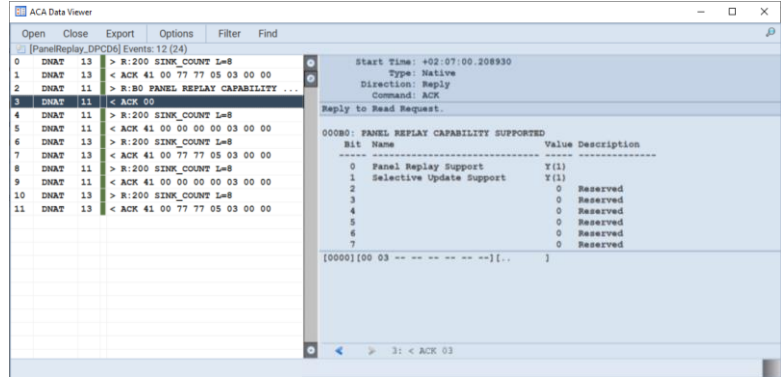 ACA Data Viewer
Open Close Export Options Filter Find
[PanelReplay_DPCD6] Events: 12 (24)
0 DNAT 13 > R:200 SINK_COUNT L=8
1 DNAT 13 < ACK 41 00 77 77 05 03 00 00
2 DNAT 11 > R:B0 PANEL REPLAY CAPABILITY ...
3 DNAT 11 < ACK 00
4 DNAT 11 > R:200 SINK_COUNT L=8
5 DNAT 11 < ACK 41 00 00 00 00 03 00 00
6 DNAT 13 > R:200 SINK_COUNT L=8
7 DNAT 13 < ACK 41 00 77 77 05 03 00 00
8 DNAT 11 > R:200 SINK_COUNT L=8
9 DNAT 11 < ACK 41 00 00 00 00 03 00 00
10 DNAT 13 > R:200 SINK_COUNT L=8
11 DNAT 13 < ACK 41 00 77 77 05 03 00 00
Start Time: +02:07:00.208930
Type: Native
Direction: Reply
Command: ACK
Reply to Read Request.
000B0: PANEL REPLAY CAPABILITY SUPPORTED
Bit Name Value Description
----- -------------------------------- ----- --------------
0 Panel Replay Support Y(1)
1 Selective Update Support Y(1)
2 0 Reserved
3 0 Reserved
4 0 Reserved
5 0 Reserved
6 0 Reserved
7 0 Reserved
[0000][00 03 -- -- -- -- -- --][.. ]
3: < ACK 03